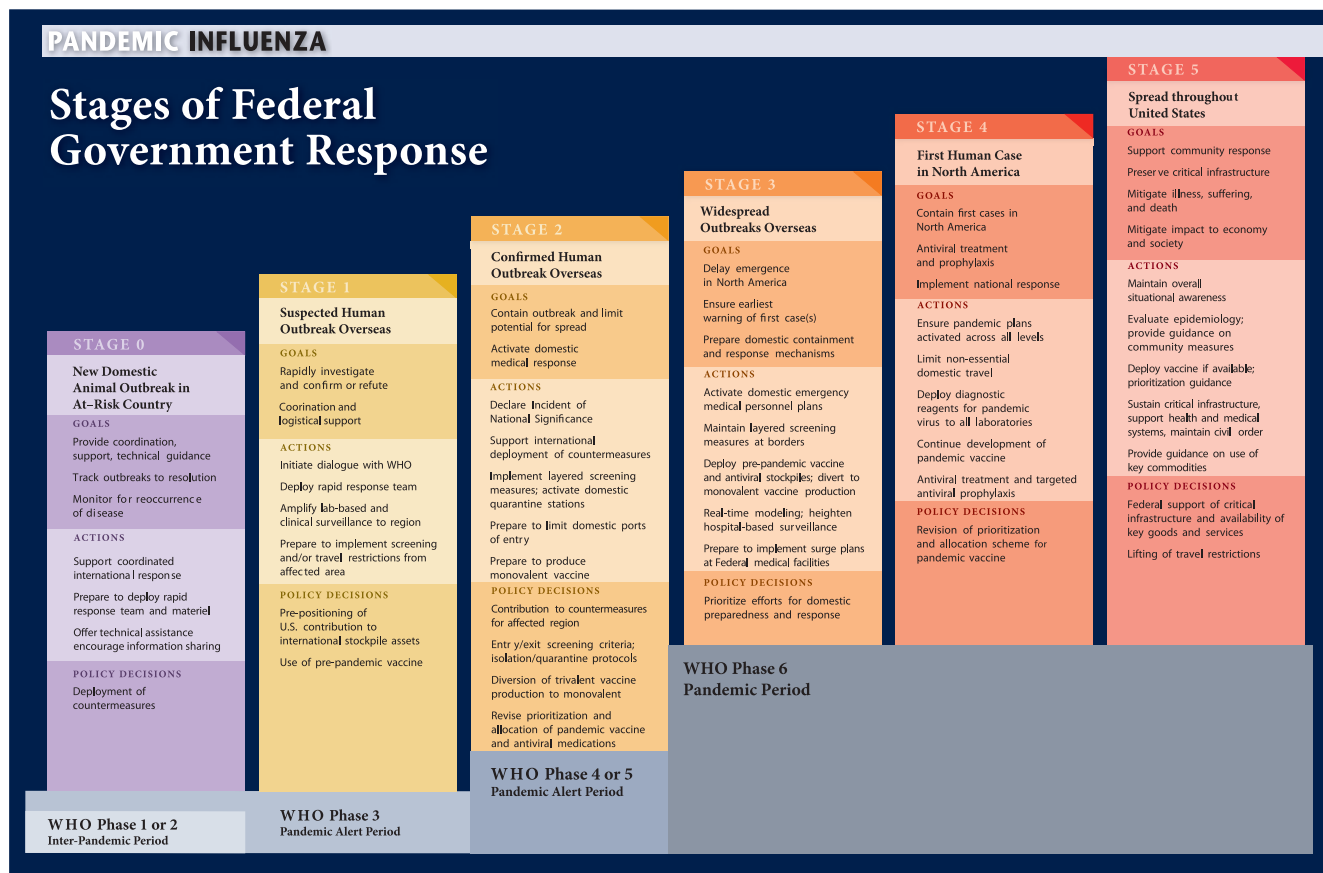 PANDEMIC INFLUENZA
Stages of Federal
Government Response
STAGE 0
New Domestic
Animal Outbreak in
At–Risk Country
GOALS
Provide coordination,
support, technical guidance
Track outbreaks to resolution
Monitor for reoccurrence
of disease
ACTIONS
Support coordinated
international response
Prepare to deploy rapid
response team and materiel
Offer technical assistance
encourage information sharing
POLICY DECISIONS
Deployment of
countermeasures
WHO Phase 1 or 2
Inter-Pandemic Period
STAGE 1
Suspected Human
Outbreak Overseas
GOALS
Rapidly investigate
and confirm or refute
Coorination and
logistical support
ACTIONS
Initiate dialogue with WHO
Deploy rapid response team
Amplify lab-based and
clinical surveillance to region
Prepare to implement screening
and/or travel restrictions from
affected area
POLICY DECISIONS
Pre-positioning of
U.S. contribution to
international stockpile assets
Use of pre-pandemic vaccine
WHO Phase 3
Pandemic Alert Period
STAGE 2
Confirmed Human
Outbreak Overseas
GOALS
Contain outbreak and limit
potential for spread
Activate domestic
medical response
ACTIONS
Declare Incident of
National Significance
Support international
deployment of countermeasures
Implement layered screening
measures; activate domestic
quarantine stations
Prepare to limit domestic ports
of entry
Prepare to produce
monovalent vaccine
POLICY DECISIONS
Contribution to countermeasures
for affected region
Entry/exit screening criteria;
isolation/quarantine protocols
Diversion of trivalent vaccine
production to monovalent
Revise prioritization and
allocation of pandemic vaccine
and antiviral medications
WHO Phase 4 or 5
Pandemic Alert Period
STAGE 3
Widespread
Outbreaks Overseas
GOALS
Delay emergence
in North America
Ensure earliest
warning of first case(s)
Prepare domestic containment
and response mechanisms
ACTIONS
Activate domestic emergency
medical personnel plans
Maintain layered screening
measures at borders
Deploy pre-pandemic vaccine
and antiviral stockpiles; divert to
monovalent vaccine production
Real-time modeling; heighten
hospital-based surveillance
Prepare to implement surge plans
at Federal medical facilities
POLICY DECISIONS
Prioritize efforts for domestic
preparedness and response
WHO Phase 6
Pandemic Period
STAGE 4
First Human Case
in North America
GOALS
Contain first cases in
North America
Antiviral treatment
and prophylaxis
Implement national response
ACTIONS
Ensure pandemic plans
activated across all levels
Limit non-essential
domestic travel
Deploy diagnostic
reagents for pandemic
virus to all laboratories
Continue development of
pandemic vaccine
Antiviral treatment and targeted
antiviral prophylaxis
POLICY DECISIONS
Revision of prioritization
and allocation scheme for
pandemic vaccine
STAGE 5
Spread throughout
United States
GOALS
Support community response
Preserve critical infrastructure
Mitigate illness, suffering,
and death
Mitigate impact to economy
and society
ACTIONS
Maintain overall
situational awareness
Evaluate epidemiology;
provide guidance on
community measures
Deploy vaccine if available;
prioritization guidance
Sustain critical infrastructure,
support health and medical
systems, maintain civil order
Provide guidance on use of
key commodities
POLICY DECISIONS
Federal support of critical
infrastructure and availability of
key goods and services
Lifting of travel restrictions